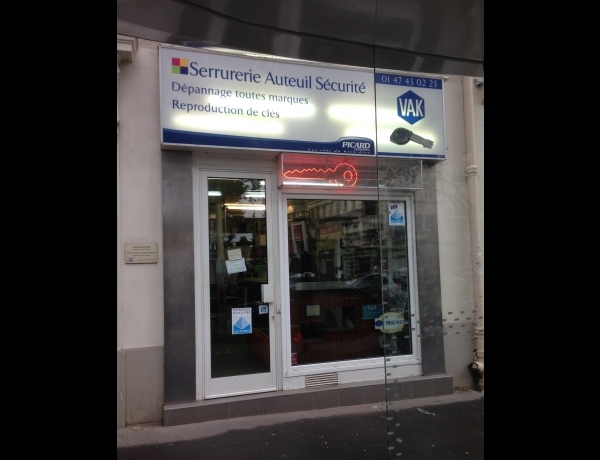 Serrurerie Auteuil Sécurité
01 47 43 02 23
Dépannage toutes marques
VAK
Reproduction de clés
PICARD